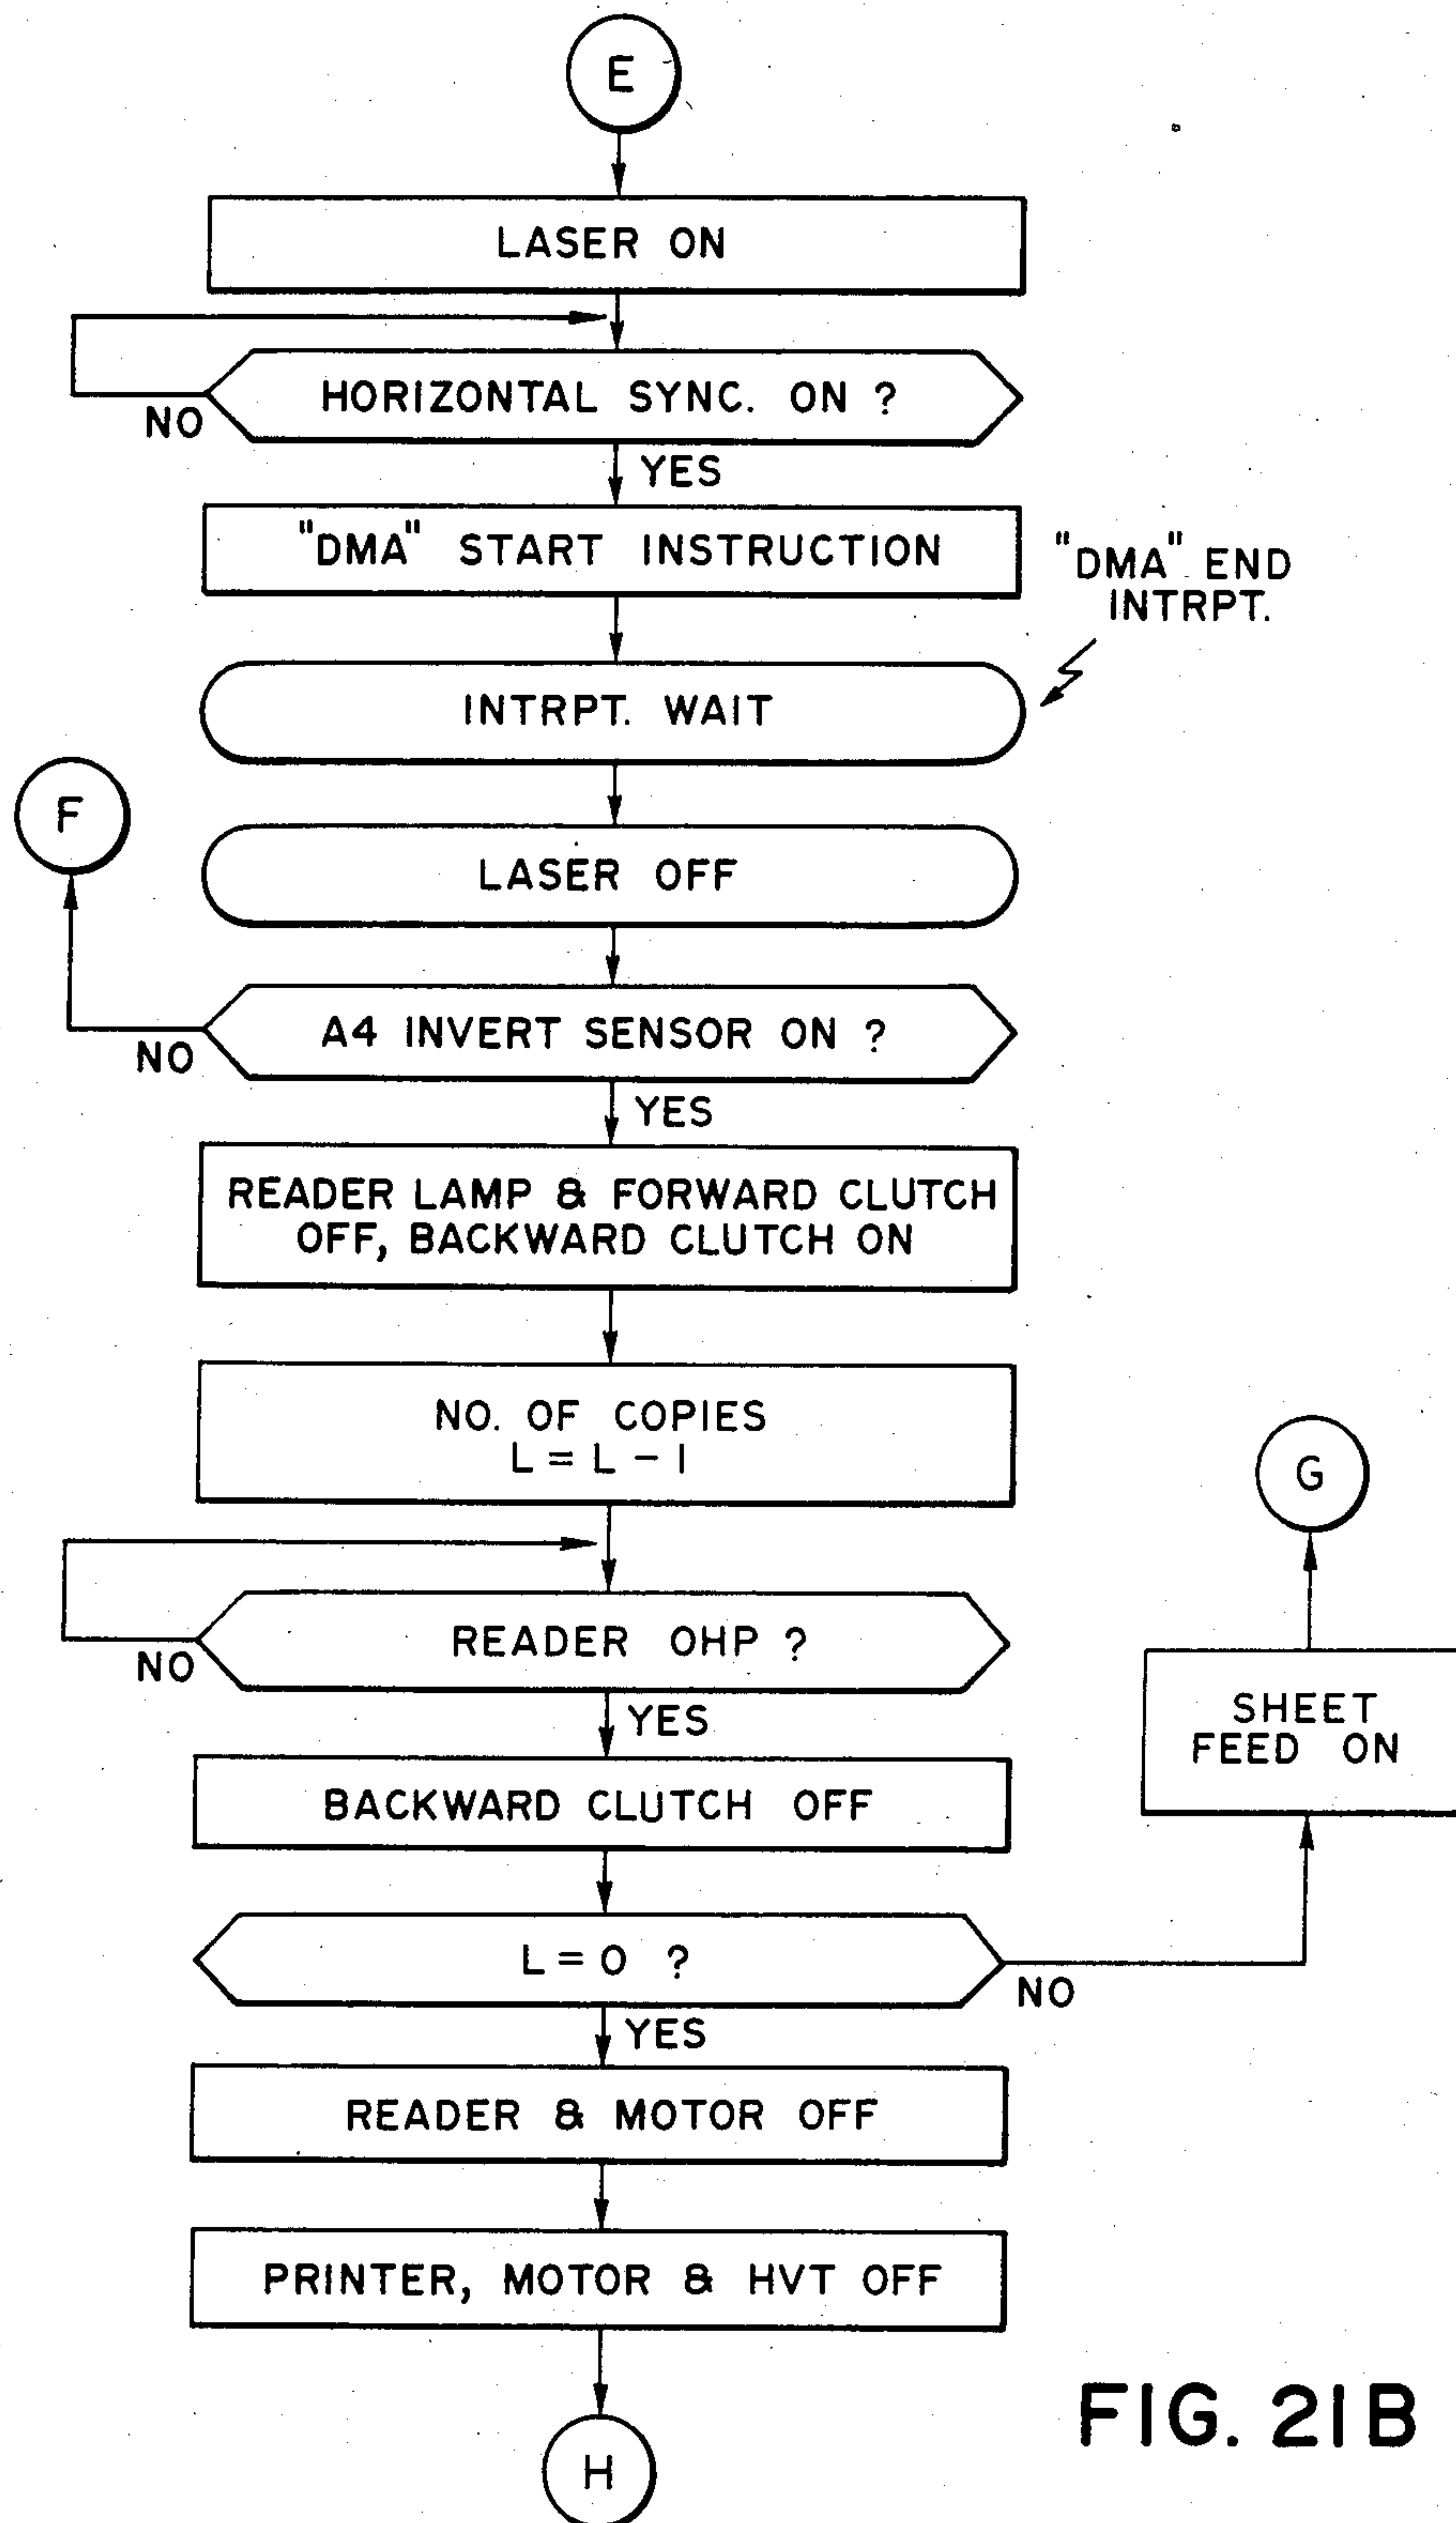 E
LASER ON
HORIZONTAL SYNC. ON ?
NO
YES
"DMA" START INSTRUCTION
"DMA" END
INTRPT.
INTRPT. WAIT
F
LASER OFF
A4 INVERT SENSOR ON ?
NO
YES
READER LAMP & FORWARD CLUTCH
OFF, BACKWARD CLUTCH ON
NO. OF COPIES
L = L - 1
G
READER OHP ?
NO
YES
SHEET
FEED ON
BACKWARD CLUTCH OFF
L = 0 ?
NO
YES
READER & MOTOR OFF
PRINTER, MOTOR & HVT OFF
H
FIG. 21B